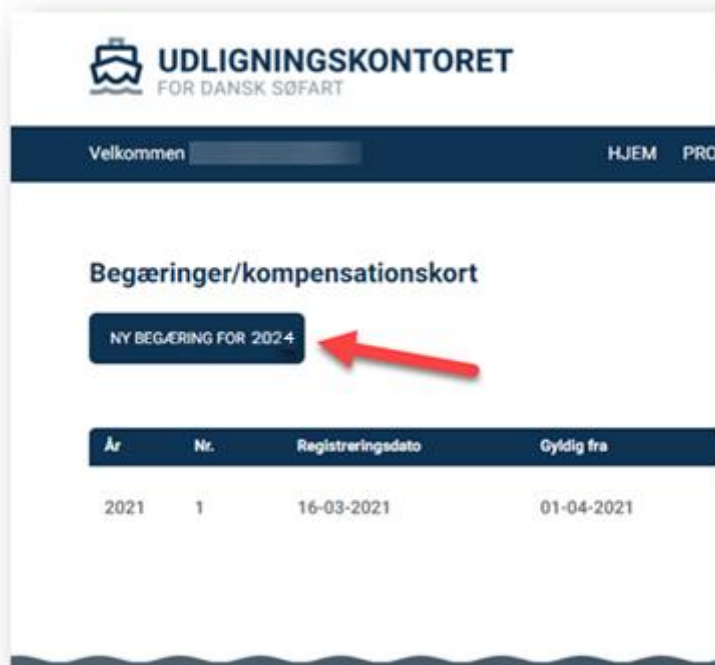 UDLIGNINGSKONTORET
FOR DANSK SØFART
Velkommen
HJEM PRO
Begæringer/kompensationskort
NY BEGÆRING FOR 2024
År Nr. Registreringsdato Gyldig fra
2021 1 16-03-2021 01-04-2021